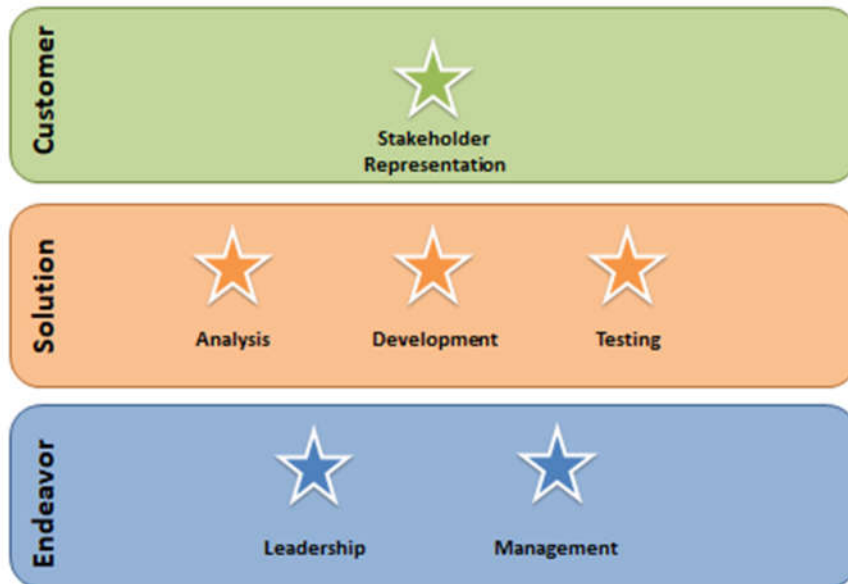 Customer
Stakeholder
Representation
Solution
Analysis Development Testing
Endeavor
Leadership Management